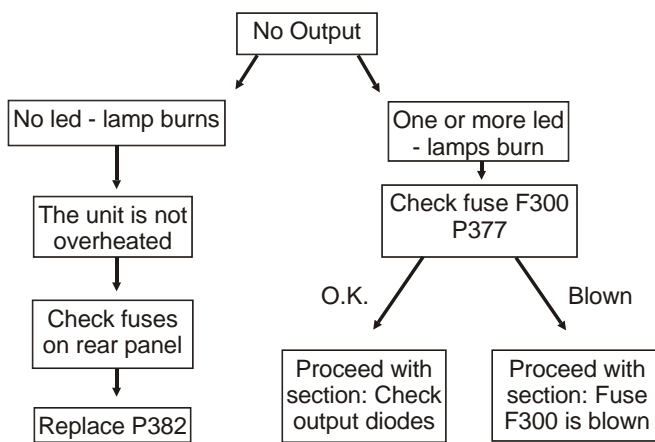 No Output
No led - lamp burns
One or more led
- lamps burn
The unit is not
overheated
Check fuse F300
P377
O.K.
Blown
Check fuses
on rear panel
Proceed with
section: Check
output diodes
Proceed with
section: Fuse
F300 is blown
Replace P382